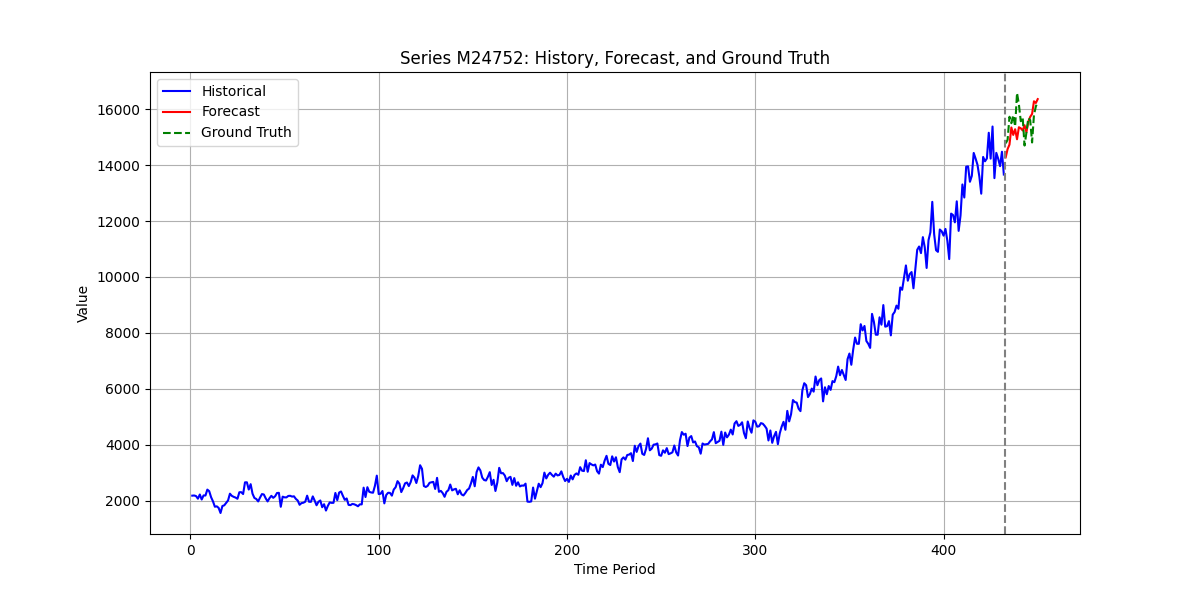 Series M24752: History, Forecast, and Ground Truth
Historical
Forecast
Ground Truth
Value
16000
14000
12000
10000
8000
6000
4000
2000
0 100 200 300 400
Time Period